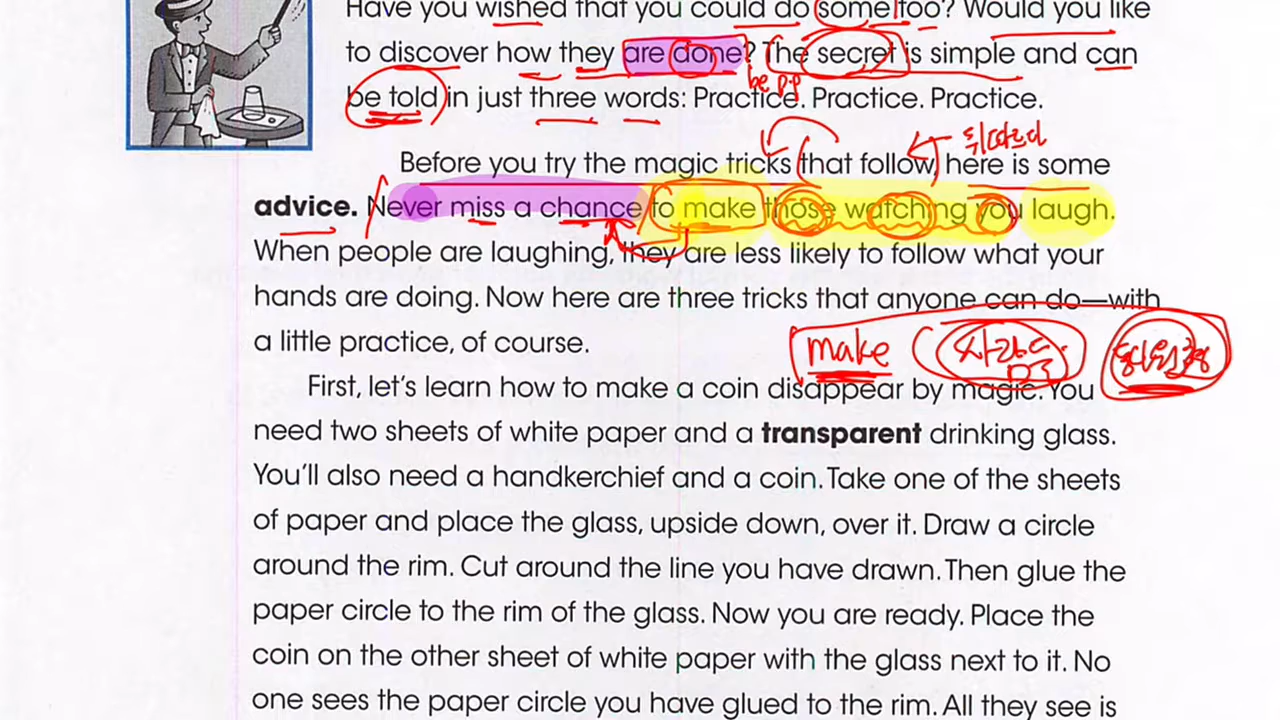 Have you wished that you could do some too? Would you like
to discover how they are done? The secret is simple and can
be pp
be told in just three words: Practice. Practice. Practice.
Before you try the magic tricks that follow, here is some
advice. Never miss a chance to make those watching you laugh.
When people are laughing, they are less likely to follow what your
hands are doing. Now here are three tricks that anyone can do—with
a little practice, of course.
make
First, let's learn how to make a coin disappear by magic. You
need two sheets of white paper and a transparent drinking glass.
You'll also need a handkerchief and a coin. Take one of the sheets
of paper and place the glass, upside down, over it. Draw a circle
around the rim. Cut around the line you have drawn. Then glue the
paper circle to the rim of the glass. Now you are ready. Place the
coin on the other sheet of white paper with the glass next to it. No
one sees the paper circle you have glued to the rim. All they see is